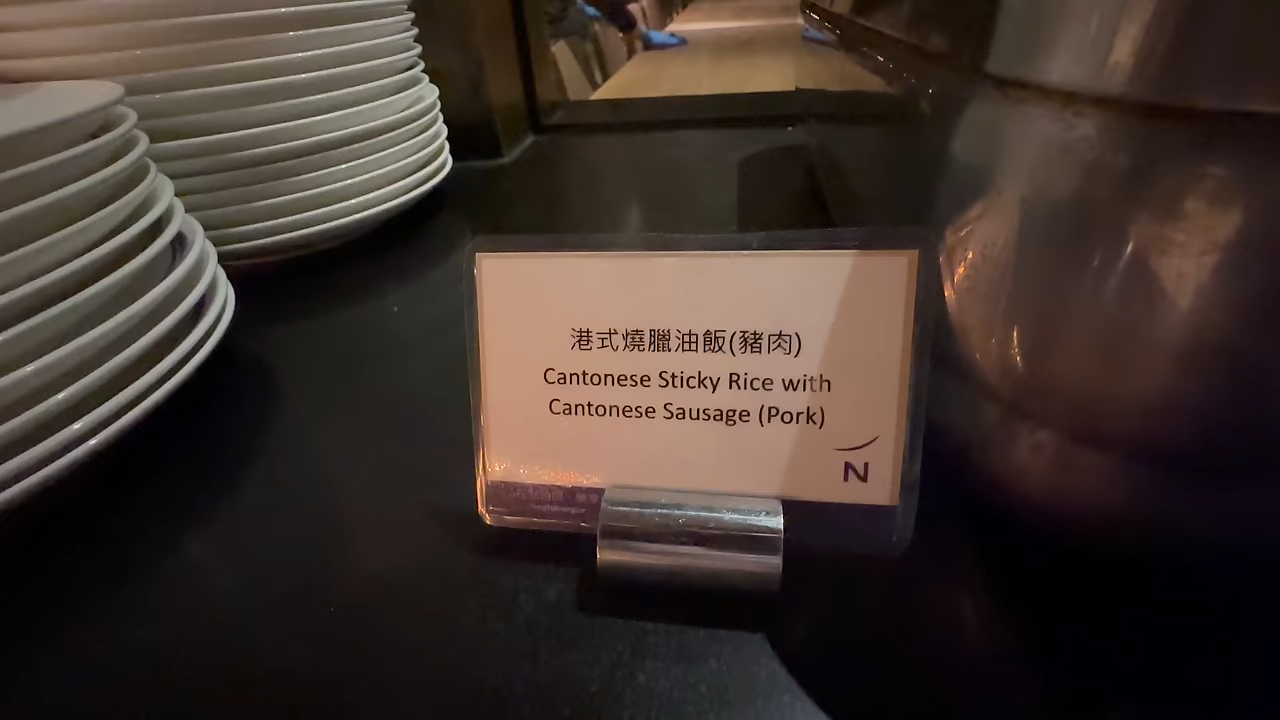 港式燒臘油飯(豬肉)
Cantonese Sticky Rice with
Cantonese Sausage (Pork)
N